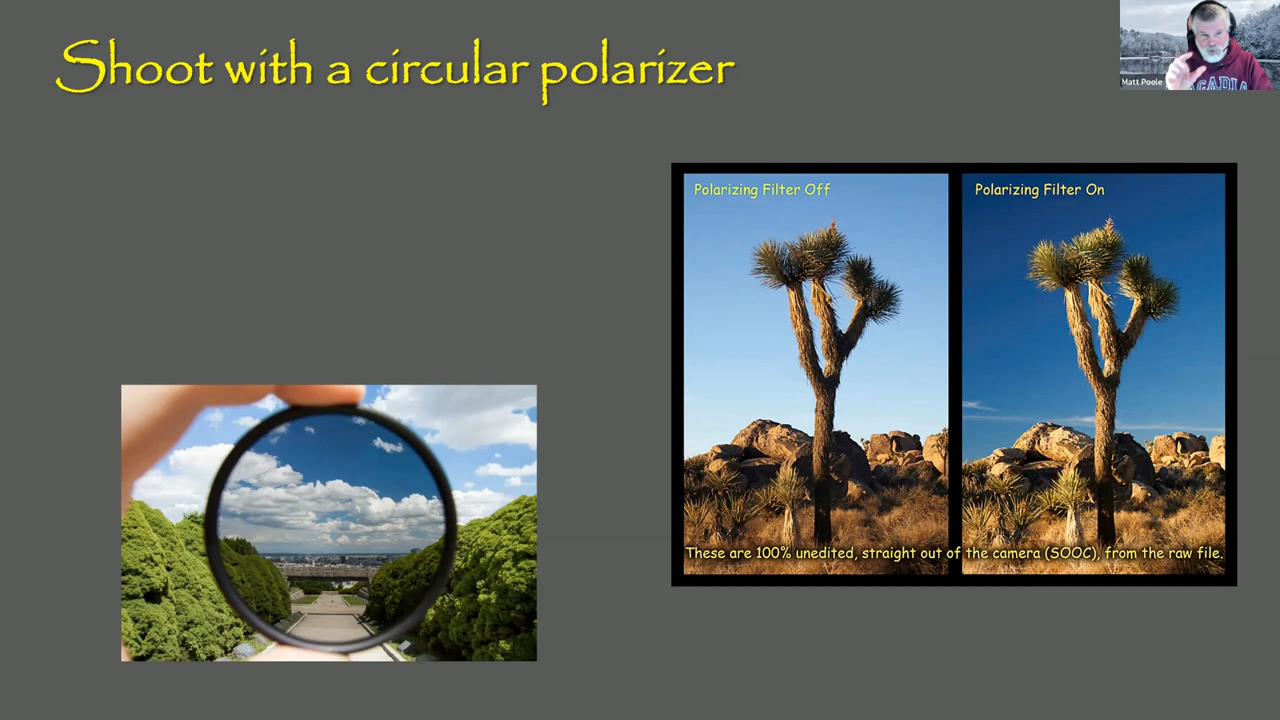 Shoot with a circular polarizer
Matt Poole
ACADIA
Polarizing Filter Off
Polarizing Filter On
These are 100% unedited, straight out of the camera (SOOC), from the raw file.